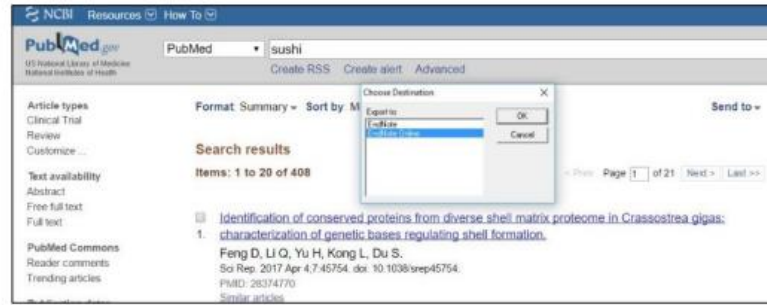 NCBI Resources How To
PubMed.gov
US National Library of Medicine
National Institutes of Health
PubMed
sushi
Create RSS Create alert Advanced
Article types
Clinical Trial
Review
Customize ...
Text availability
Abstract
Free full text
Full text
PubMed Commons
Reader comments
Trending articles
Format: Summary Sort by: M
Send to
Choose Destination
Export to
EndNote
EndNote Online
OK
Cancel
Search results
Items: 1 to 20 of 408
< Prev Page 1 of 21 Next > Last >>
Identification of conserved proteins from diverse shell matrix proteome in Crassostrea gigas:
1. characterization of genetic bases regulating shell formation.
Feng D, Li Q, Yu H, Kong L, Du S.
Sci Rep. 2017 Apr 4;7:45754. doi: 10.1038/srep45754.
PMID: 28374770
Similar articles